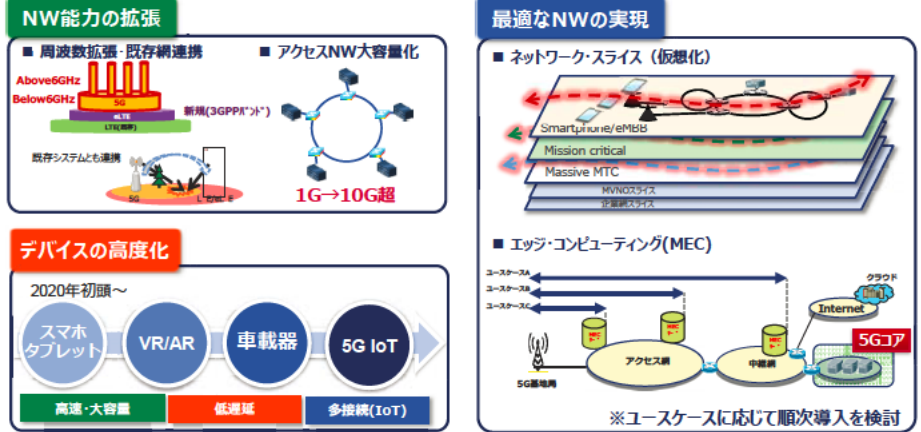 NW能力の拡張
■ 周波数拡張・既存網連携
Above6GHz
Below6GHz
5G
eLTE
LTE(既存)
新規(3GPPバンド)
既存システムとも連携
5G
■ アクセスNW大容量化
1G→10G超
デバイスの高度化
2020年初頭～
スマホ
タブレット
VR/AR
車載器
5G IoT
高速・大容量
低遅延
多接続(IoT)
最適なNWの実現
■ ネットワーク・スライス（仮想化）
Smartphone/eMBB
Mission critical
Massive MTC
MVNOスライス
企業網スライス
■ エッジ・コンピューティング(MEC)
ユースケースA
ユースケースB
ユースケースC
MEC
MEC
MEC
クラウド
Internet
5Gコア
アクセス網
中継網
5G基地局
※ユースケースに応じて順次導入を検討